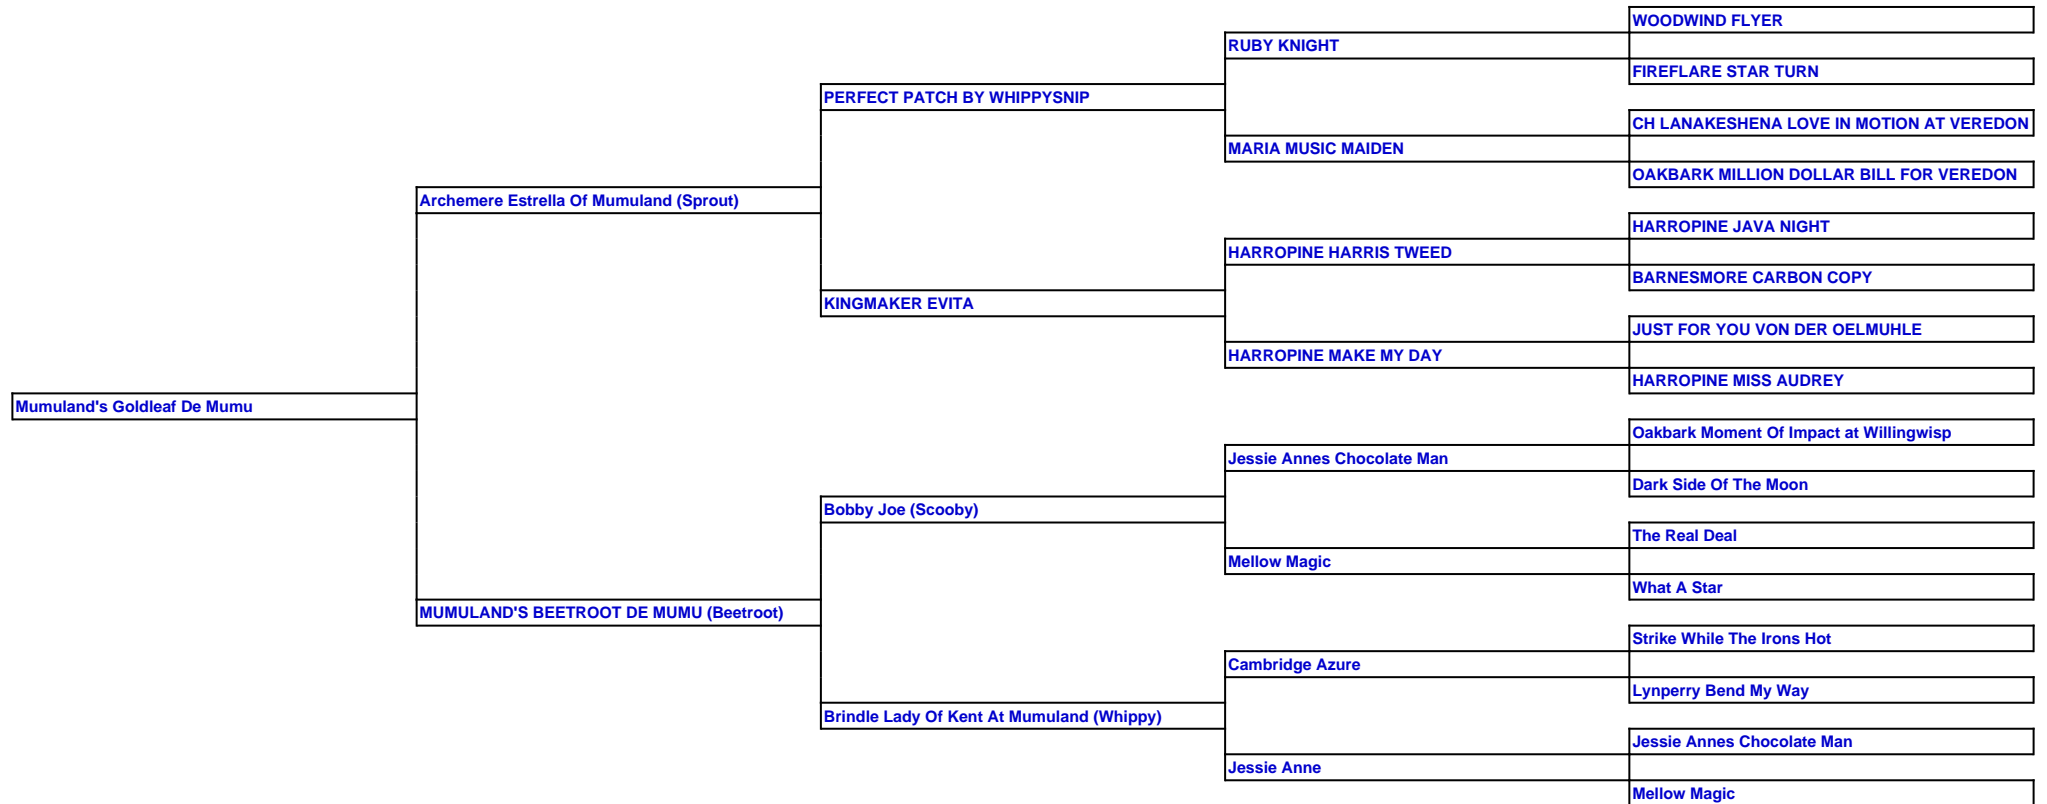 WOODWIND FLYER
RUBY KNIGHT
FIREFLARE STAR TURN
PERFECT PATCH BY WHIPPYSNIP
CH LANAKESHENA LOVE IN MOTION AT VEREDON
MARIA MUSIC MAIDEN
OAKBARK MILLION DOLLAR BILL FOR VEREDON
Archemere Estrella Of Mumuland (Sprout)
HARROPINE JAVA NIGHT
HARROPINE HARRIS TWEED
BARNESMORE CARBON COPY
KINGMAKER EVITA
JUST FOR YOU VON DER OELMUHLE
HARROPINE MAKE MY DAY
HARROPINE MISS AUDREY
Mumuland's Goldleaf De Mumu
Oakbark Moment Of Impact at Willingwisp
Jessie Annes Chocolate Man
Dark Side Of The Moon
Bobby Joe (Scooby)
The Real Deal
Mellow Magic
What A Star
MUMULAND'S BEETROOT DE MUMU (Beetroot)
Strike While The Irons Hot
Cambridge Azure
Lynperry Bend My Way
Brindle Lady Of Kent At Mumuland (Whippy)
Jessie Annes Chocolate Man
Jessie Anne
Mellow Magic